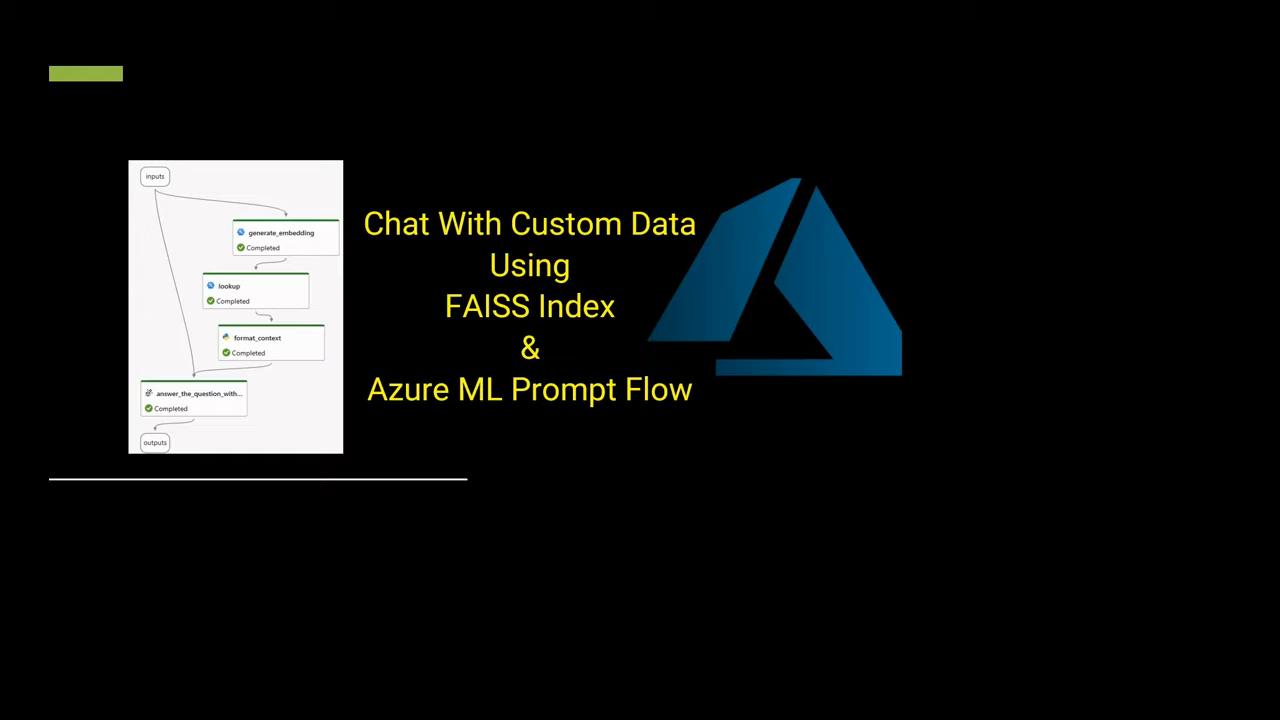 inputs
generate_embedding
Completed
lookup
Completed
format_context
Completed
answer_the_question_with...
Completed
outputs
Chat With Custom Data
Using
FAISS Index
&
Azure ML Prompt Flow